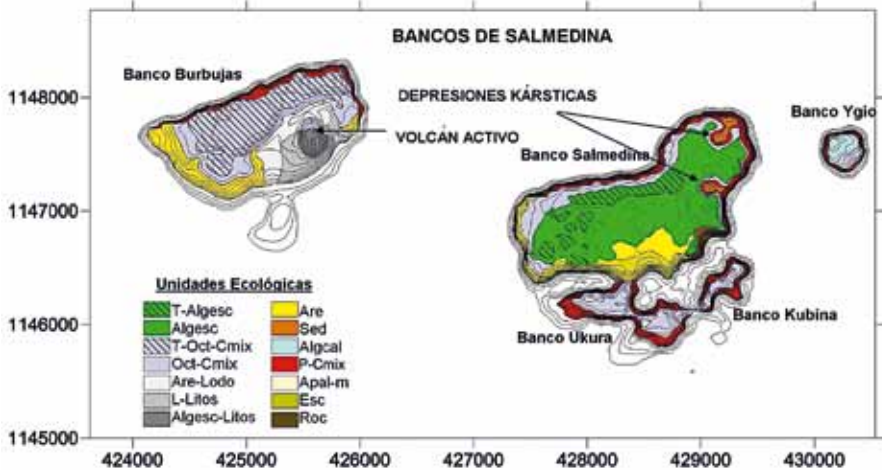 BANCOS DE SALMEDINA
Banco Burbujas
1148000
DEPRESIONES KÁRSTICAS
Banco Ygio
VOLCÁN ACTIVO
Banco Salmedina
1147000
Unidades Ecológicas
T-Algesc
Are
Algesc
Sed
T-Oct-Cmix
Algcal
Oct-Cmix
P-Cmix
Are-Lodo
Apal-m
L-Litos
Esc
Algesc-Litos
Roc
1146000
Banco Kubina
Banco Ukura
1145000
424000 425000 426000 427000 428000 429000 430000